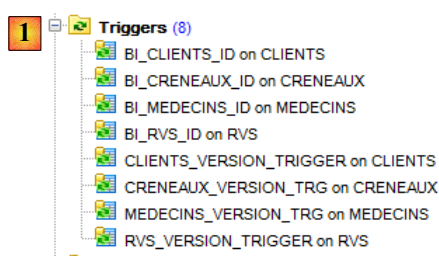 1
Triggers (8)
BI_CLIENTS_ID on CLIENTS
BI_CRENEAUX_ID on CRENEAUX
BI_MEDECINS_ID on MEDECINS
BI_RVS_ID on RVS
CLIENTS_VERSION_TRIGGER on CLIENTS
CRENEAUX_VERSION_TRG on CRENEAUX
MEDECINS_VERSION_TRG on MEDECINS
RVS_VERSION_TRIGGER on RVS